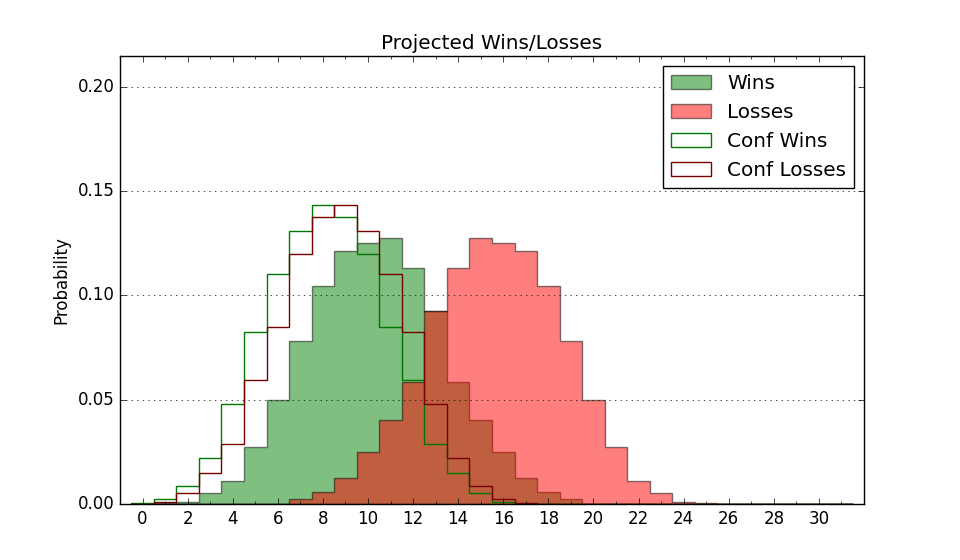 Projected Wins/Losses
Wins
Losses
Conf Wins
Conf Losses
Probability
0.20
0.15
0.10
0.05
0.00
0 2 4 6 8 10 12 14 16 18 20 22 24 26 28 30